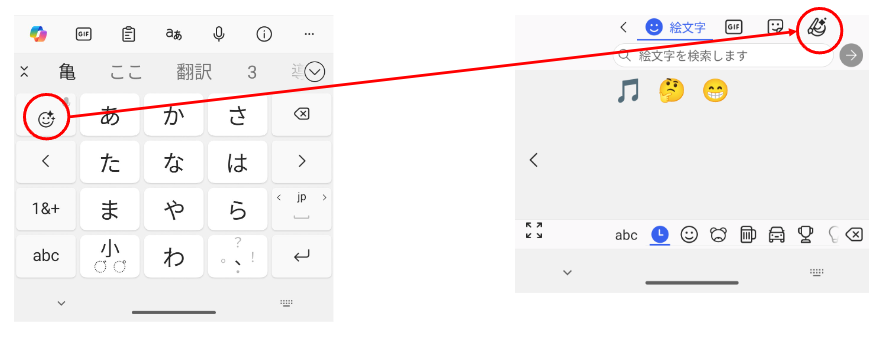 GIF aあ
亀 ここ 翻訳 3
あ か さ
た な は
1&+ ま や ら jp
abc 小 わ 、 ? ! 。
絵文字 GIF
絵文字を検索します
abc